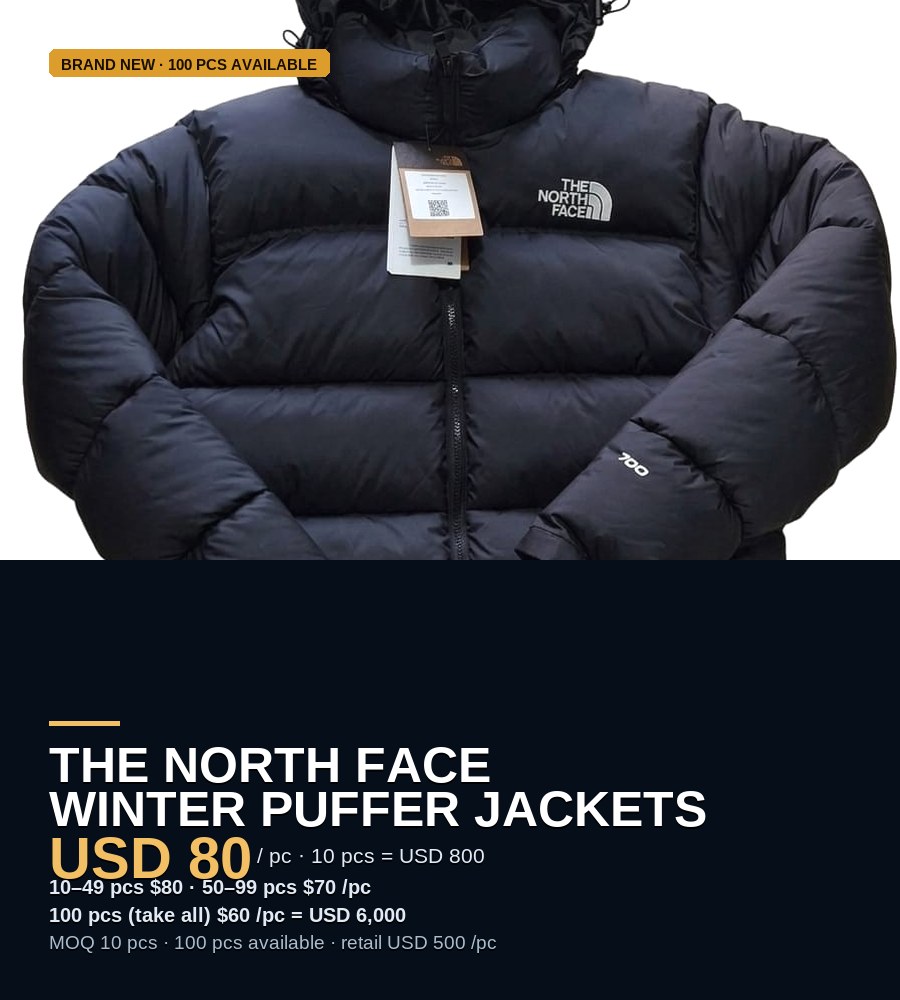 BRAND NEW · 100 PCS AVAILABLE
THE
NORTH
FACE
700
THE NORTH FACE
WINTER PUFFER JACKETS
USD 80 / pc · 10 pcs = USD 800
10–49 pcs $80 · 50–99 pcs $70 /pc
100 pcs (take all) $60 /pc = USD 6,000
MOQ 10 pcs · 100 pcs available · retail USD 500 /pc